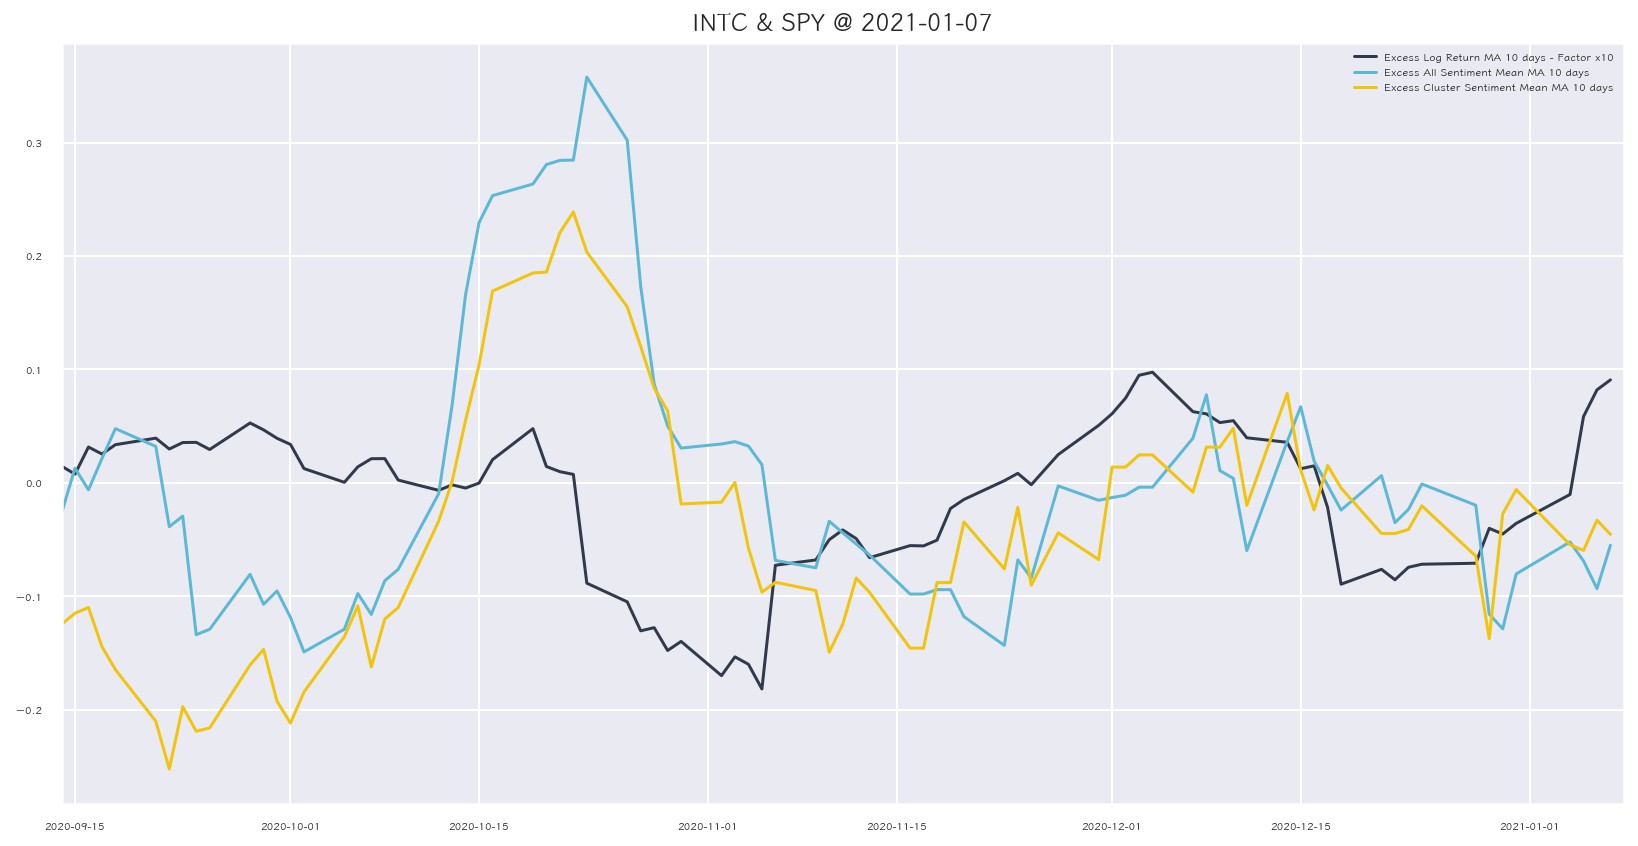 INTC & SPY @ 2021-01-07
Excess Log Return MA 10 days - Factor x10
Excess All Sentiment Mean MA 10 days
Excess Cluster Sentiment Mean MA 10 days
0.3
0.2
0.1
0.0
−0.1
−0.2
2020-09-15 2020-10-01 2020-10-15 2020-11-01 2020-11-15 2020-12-01 2020-12-15 2021-01-01